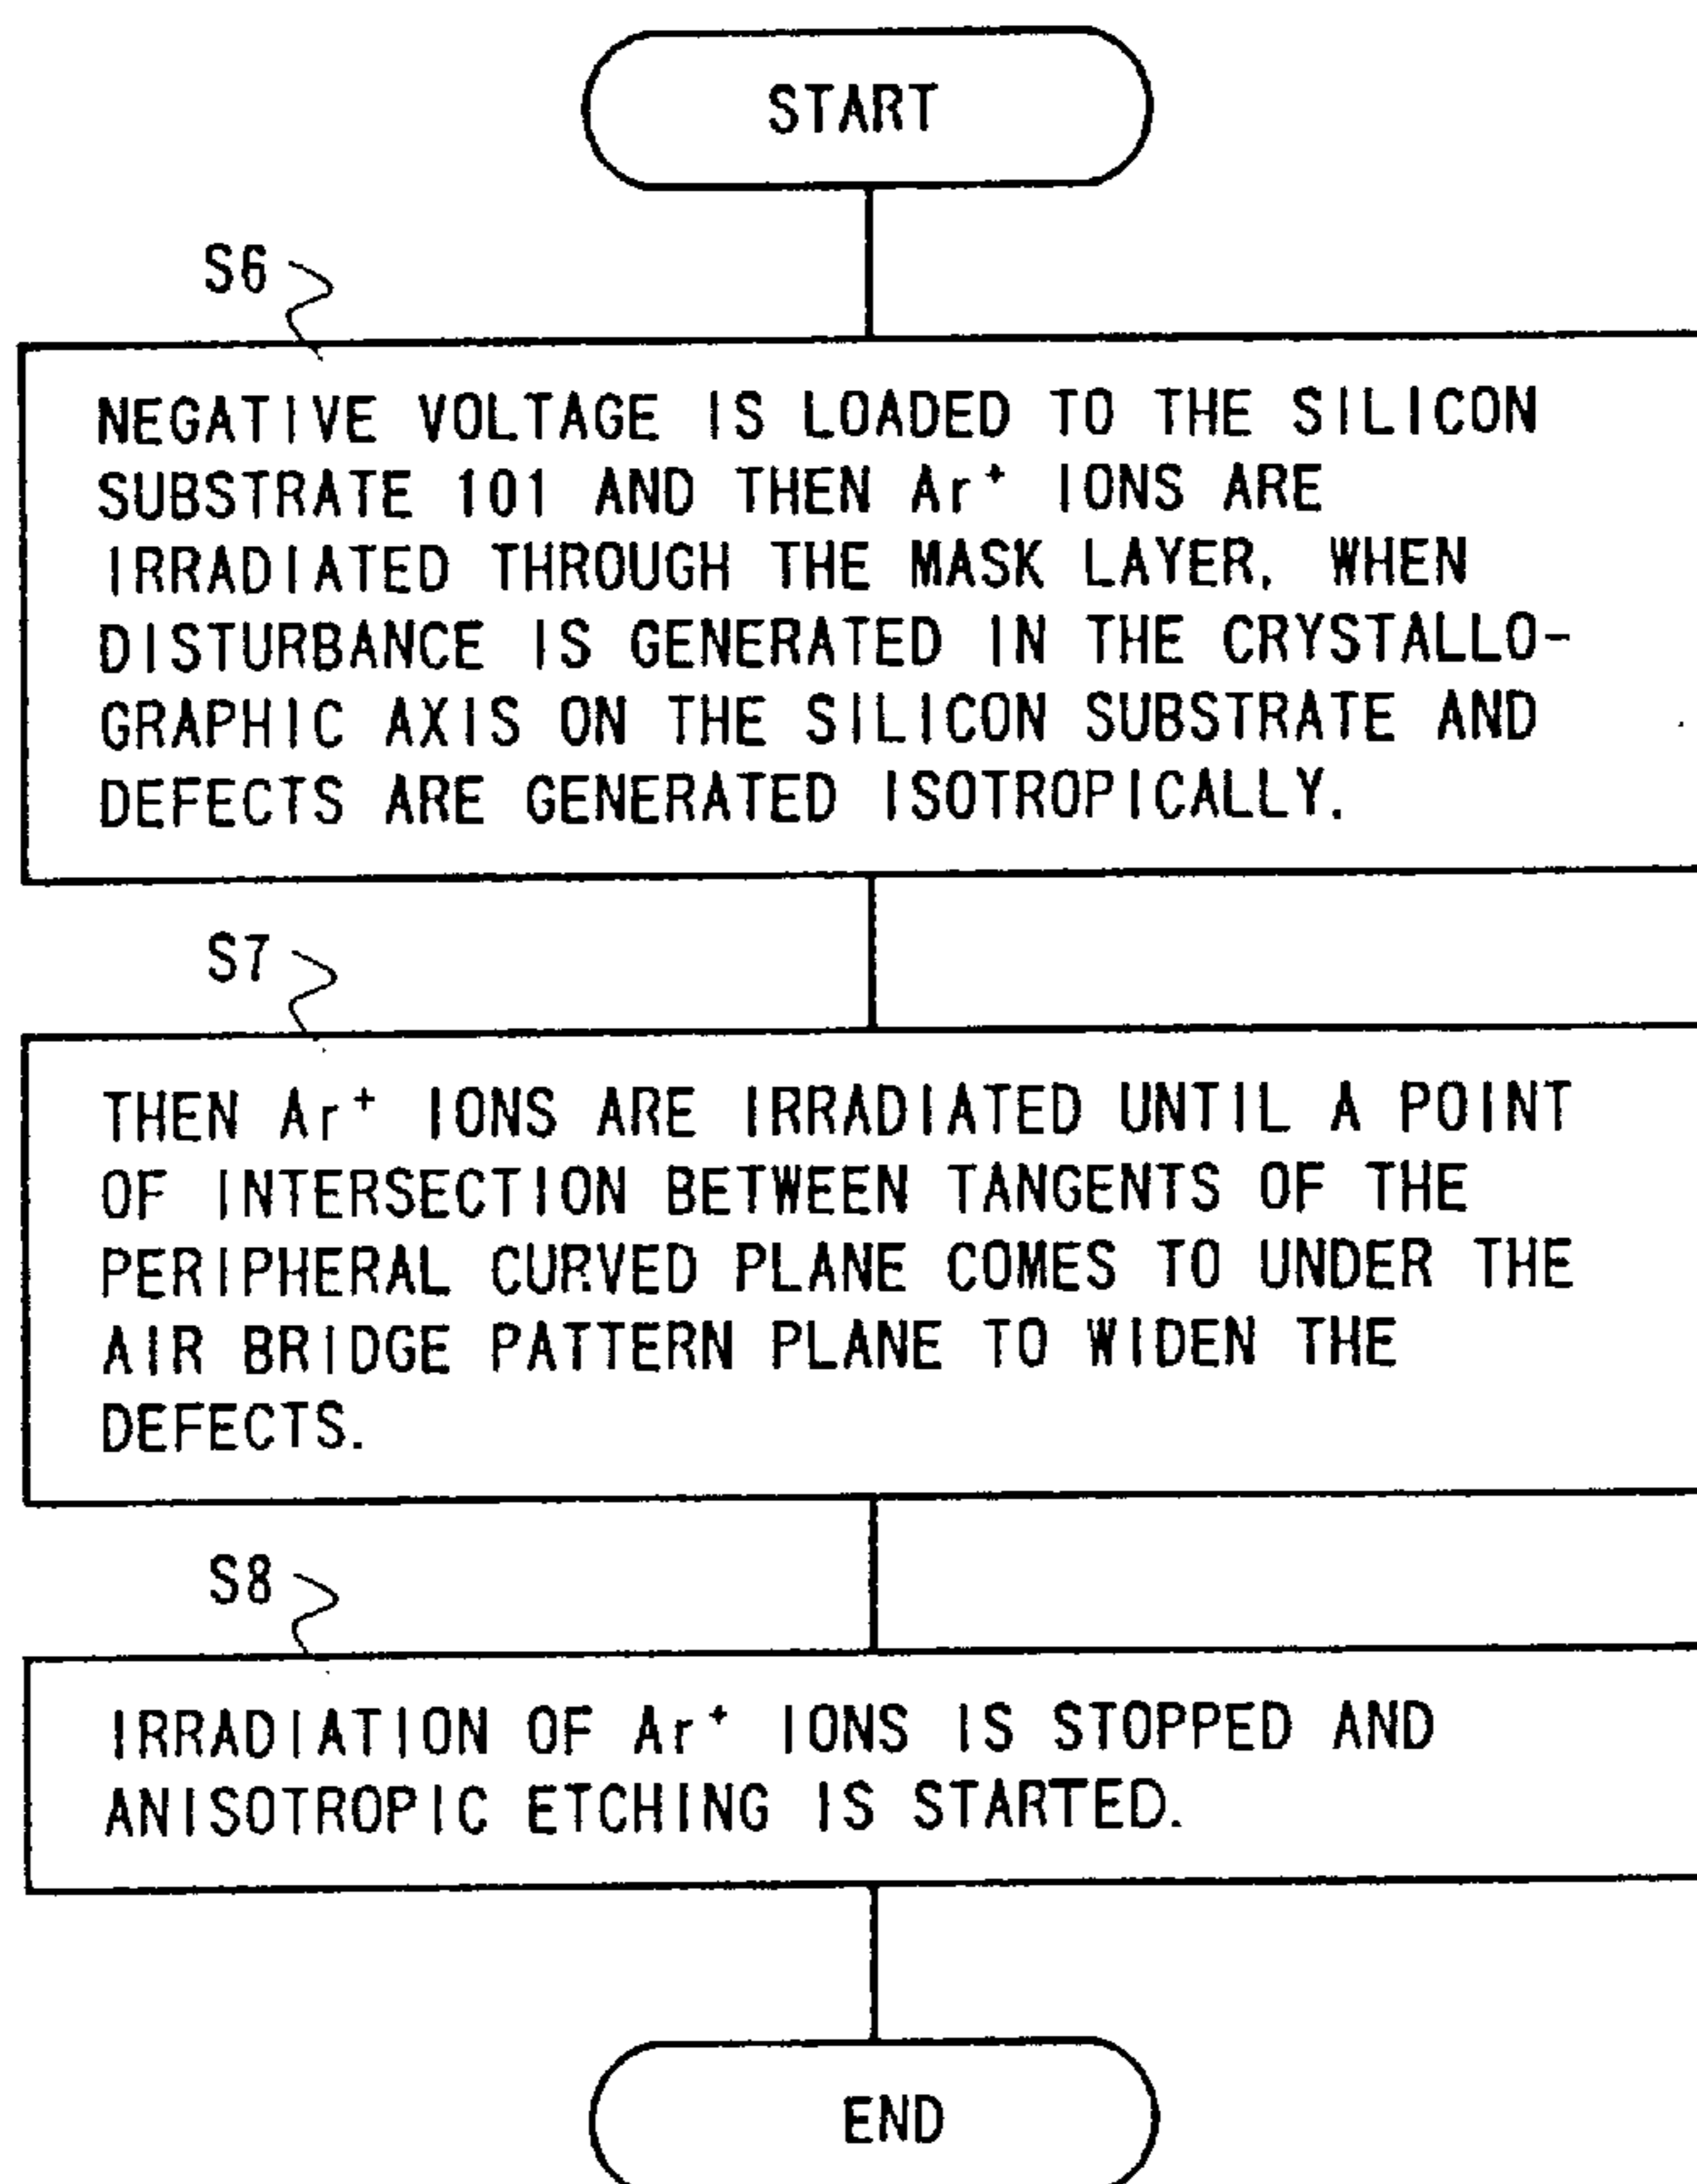 START
S6
NEGATIVE VOLTAGE IS LOADED TO THE SILICON
SUBSTRATE 101 AND THEN Ar+ IONS ARE
IRRADIATED THROUGH THE MASK LAYER, WHEN
DISTURBANCE IS GENERATED IN THE CRYSTALLO-
GRAPHIC AXIS ON THE SILICON SUBSTRATE AND
DEFECTS ARE GENERATED ISOTROPICALLY.
S7
THEN Ar+ IONS ARE IRRADIATED UNTIL A POINT
OF INTERSECTION BETWEEN TANGENTS OF THE
PERIPHERAL CURVED PLANE COMES TO UNDER THE
AIR BRIDGE PATTERN PLANE TO WIDEN THE
DEFECTS.
S8
IRRADIATION OF Ar+ IONS IS STOPPED AND
ANISOTROPIC ETCHING IS STARTED.
END